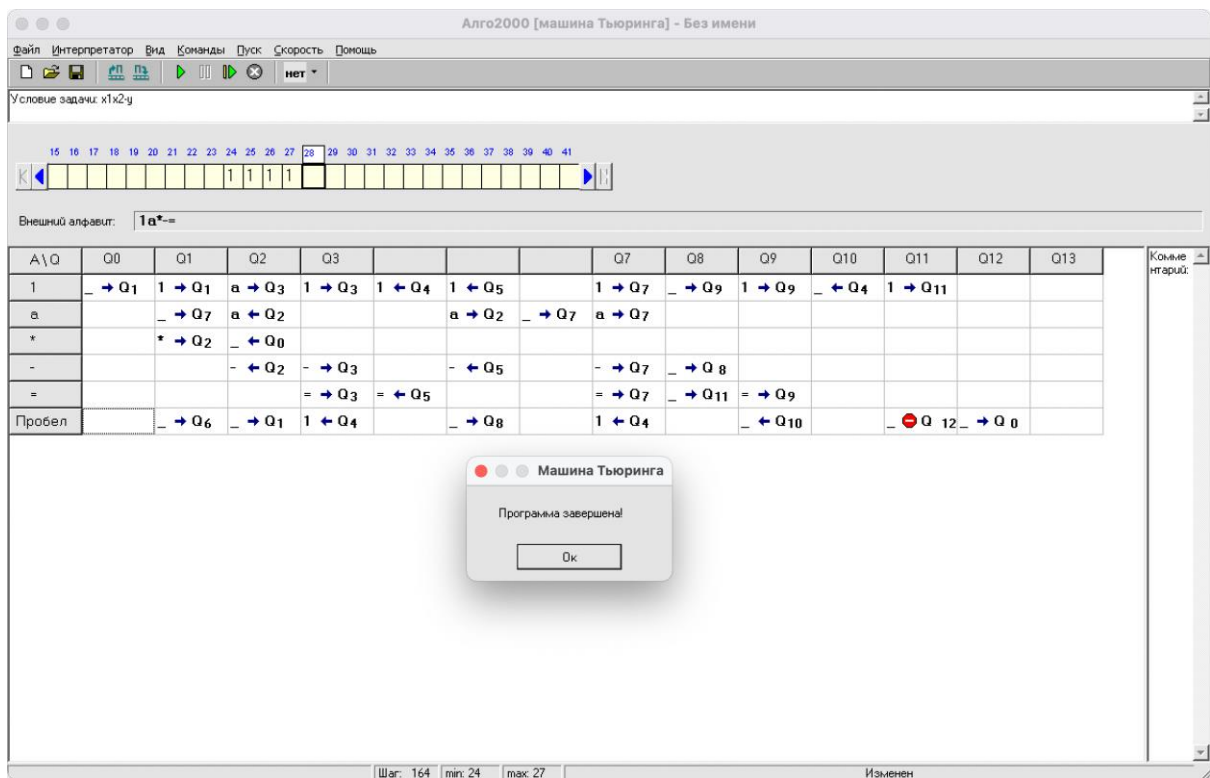 Алго2000 [машина Тьюринга] - Без имени
Файл Интерпретатор Вид Команды Пуск Скорость Помощь
нет
Условие задачи: x1x2-y
15 16 17 18 19 20 21 22 23 24 25 26 27 28 29 30 31 32 33 34 35 36 37 38 39 40 41
1 1 1 1
Внешний алфавит: 1a*-=
A\Q Q0 Q1 Q2 Q3 Q7 Q8 Q9 Q10 Q11 Q12 Q13
1 _ → Q1 1 → Q1 a → Q3 1 → Q3 1 ← Q4 1 ← Q5 1 → Q7 _ → Q9 1 → Q9 _ ← Q4 1 → Q11
a _ → Q7 a ← Q2 a → Q2 _ → Q7 a → Q7
* * → Q2 _ ← Q0
- - ← Q2 - → Q3 - ← Q5 - → Q7 _ → Q 8
= = → Q3 = ← Q5 = → Q7 _ → Q11 = → Q9
Пробел _ → Q6 _ → Q1 1 ← Q4 _ → Q8 1 ← Q4 _ ← Q10 _ Q 12 _ → Q 0
Комме
нтарий:
Машина Тьюринга
Программа завершена!
Ок
Шаг: 164 min: 24 max: 27 Изменен